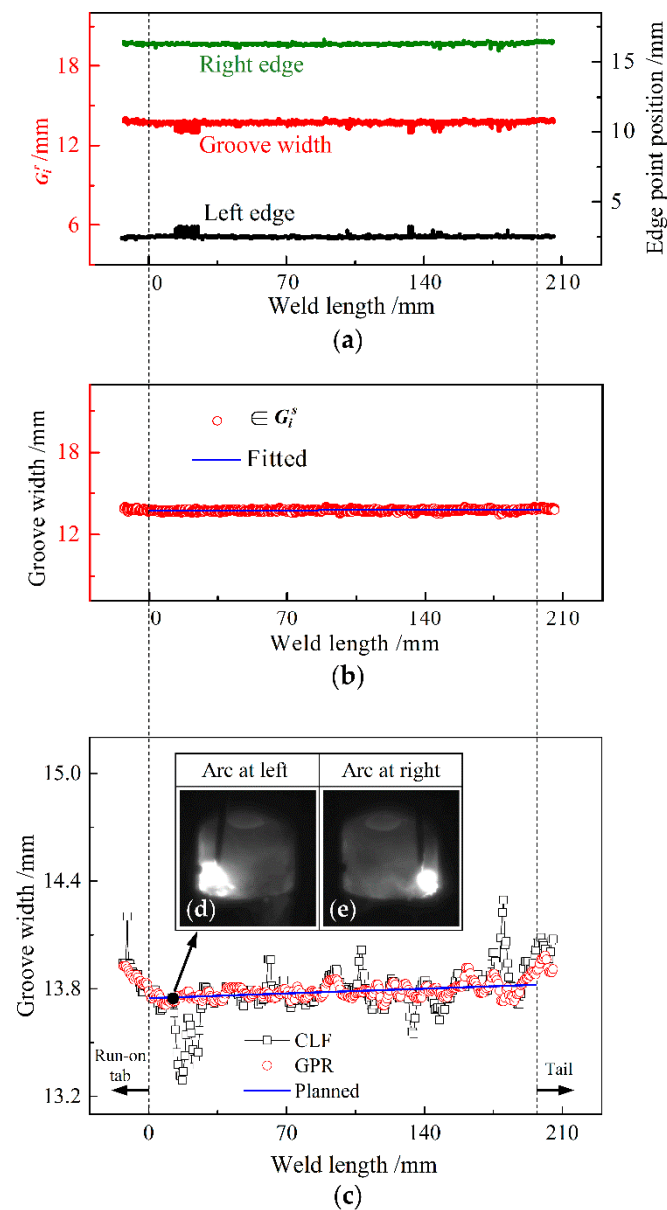 18
12
6
G_i^r /mm
Right edge
Groove width
Left edge
15
10
5
Edge point position /mm
0 70 140 210
Weld length /mm
(a)
18
12
Groove width /mm
∈ G_i^s
Fitted
0 70 140 210
Weld length /mm
(b)
15.0
14.4
13.8
13.2
Groove width /mm
Arc at left Arc at right
(d) (e)
CLF
GPR
Planned
Run-on
tab
Tail
0 70 140 210
Weld length /mm
(c)